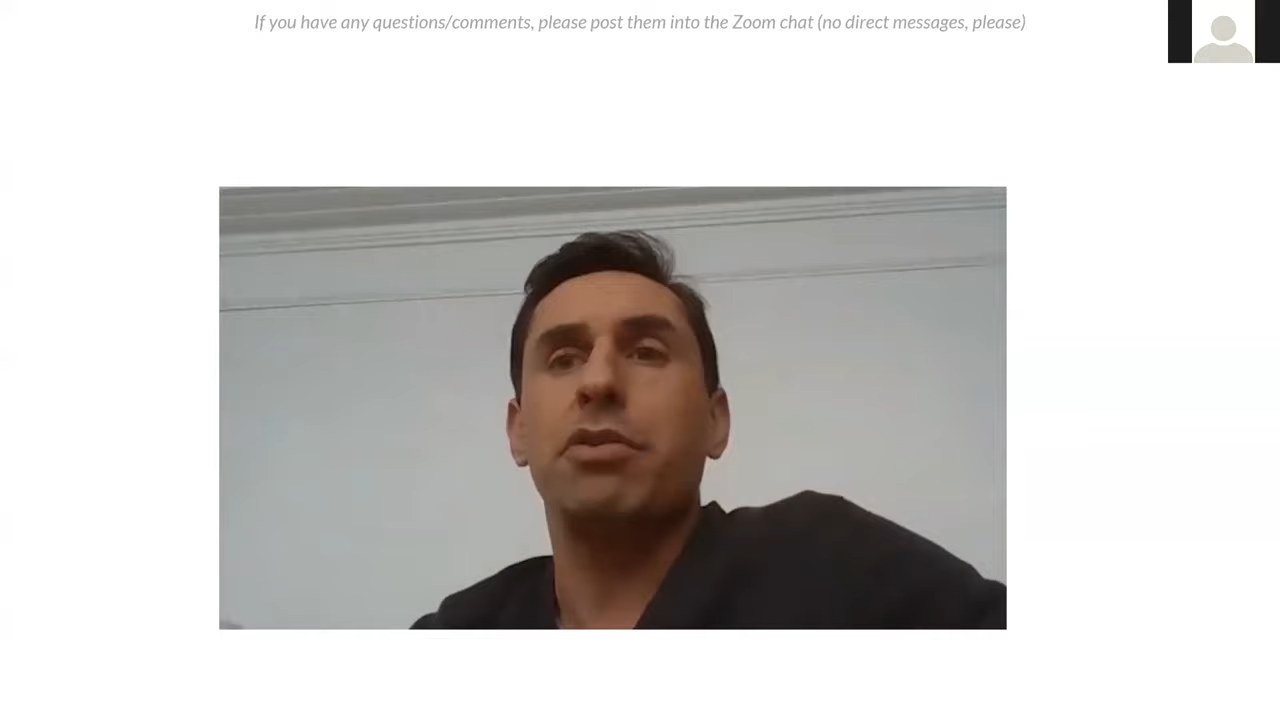 If you have any questions/comments, please post them into the Zoom chat (no direct messages, please)